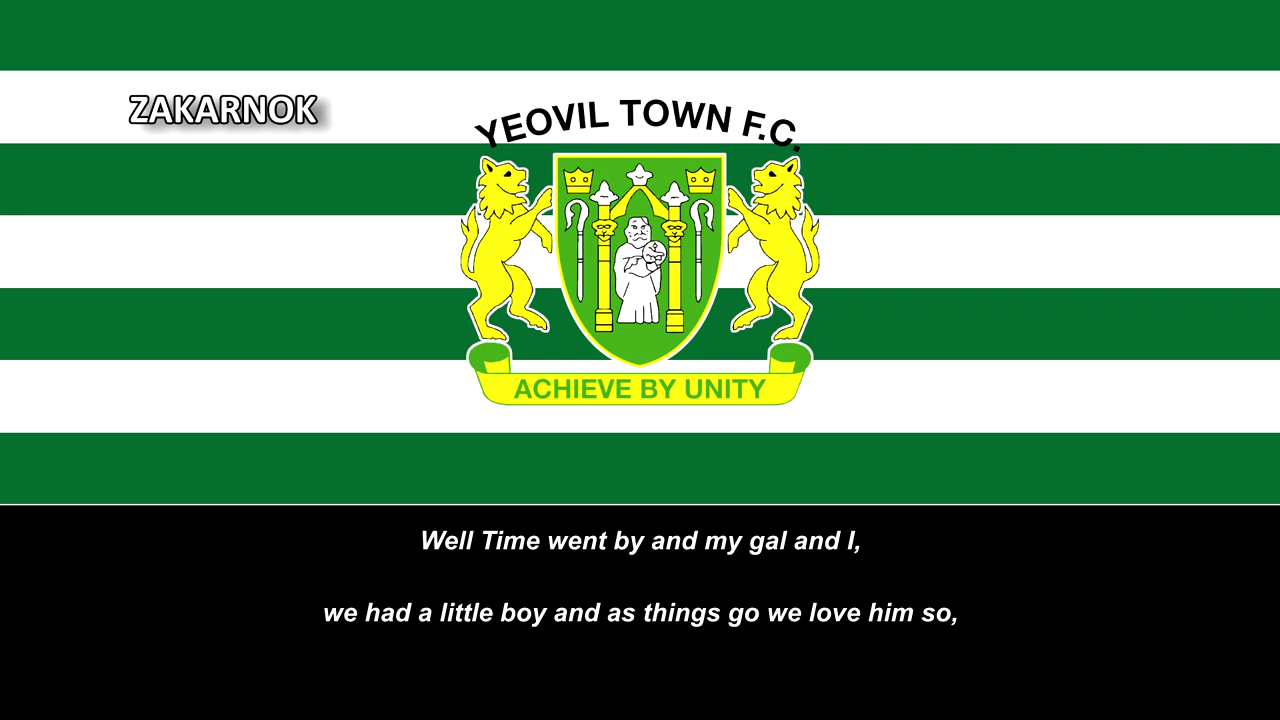 ZAKARNOK
YEOVIL TOWN F.C.
ACHIEVE BY UNITY
Well Time went by and my gal and I,
we had a little boy and as things go we love him so,